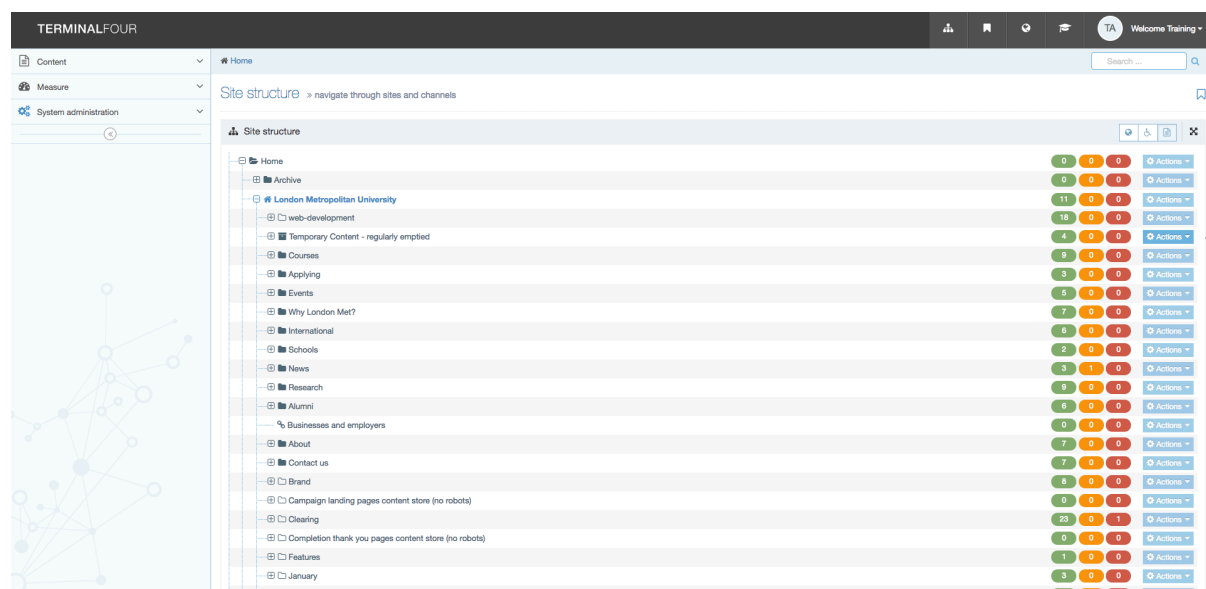 TERMINALFOUR TA Welcome Training
Content
Home
Search ...
Measure
Site structure » navigate through sites and channels
System administration
Site structure
Home 0 0 0 Actions
Archive 0 0 0 Actions
London Metropolitan University 11 0 0 Actions
web-development 18 0 0 Actions
Temporary Content - regularly emptied 4 0 0 Actions
Courses 9 0 0 Actions
Applying 3 0 0 Actions
Events 5 0 0 Actions
Why London Met? 7 0 0 Actions
International 6 0 0 Actions
Schools 2 0 0 Actions
News 3 1 0 Actions
Research 9 0 0 Actions
Alumni 6 0 0 Actions
Businesses and employers 0 0 0 Actions
About 7 0 0 Actions
Contact us 7 0 0 Actions
Brand 8 0 0 Actions
Campaign landing pages content store (no robots) 0 0 0 Actions
Clearing 23 0 1 Actions
Completion thank you pages content store (no robots) 0 0 0 Actions
Features 1 0 0 Actions
January 3 0 0 Actions